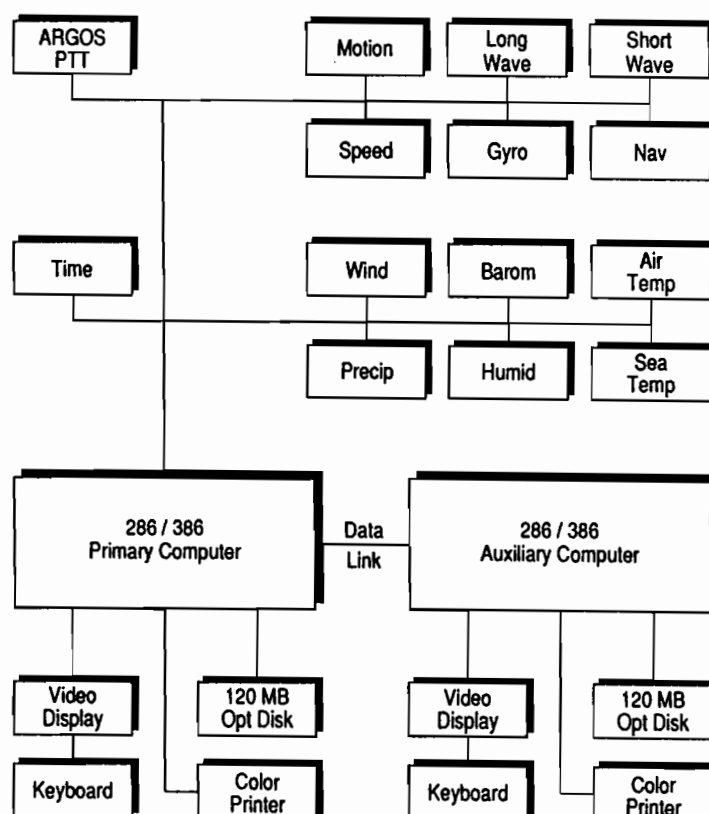 ARGOS
PTT
Motion
Long
Wave
Short
Wave
Speed
Gyro
Nav
Time
Wind
Barom
Air
Temp
Precip
Humid
Sea
Temp
286 / 386
Primary Computer
Data
Link
286 / 386
Auxiliary Computer
Video
Display
120 MB
Opt Disk
Video
Display
120 MB
Opt Disk
Keyboard
Color
Printer
Keyboard
Color
Printer